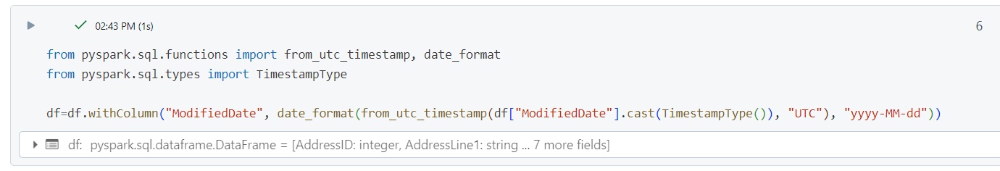 02:43 PM (1s)
6
from pyspark.sql.functions import from_utc_timestamp, date_format
from pyspark.sql.types import TimestampType
df=df.withColumn("ModifiedDate", date_format(from_utc_timestamp(df["ModifiedDate"].cast(TimestampType()), "UTC"), "yyyy-MM-dd"))
df: pyspark.sql.dataframe.DataFrame = [AddressID: integer, AddressLine1: string ... 7 more fields]